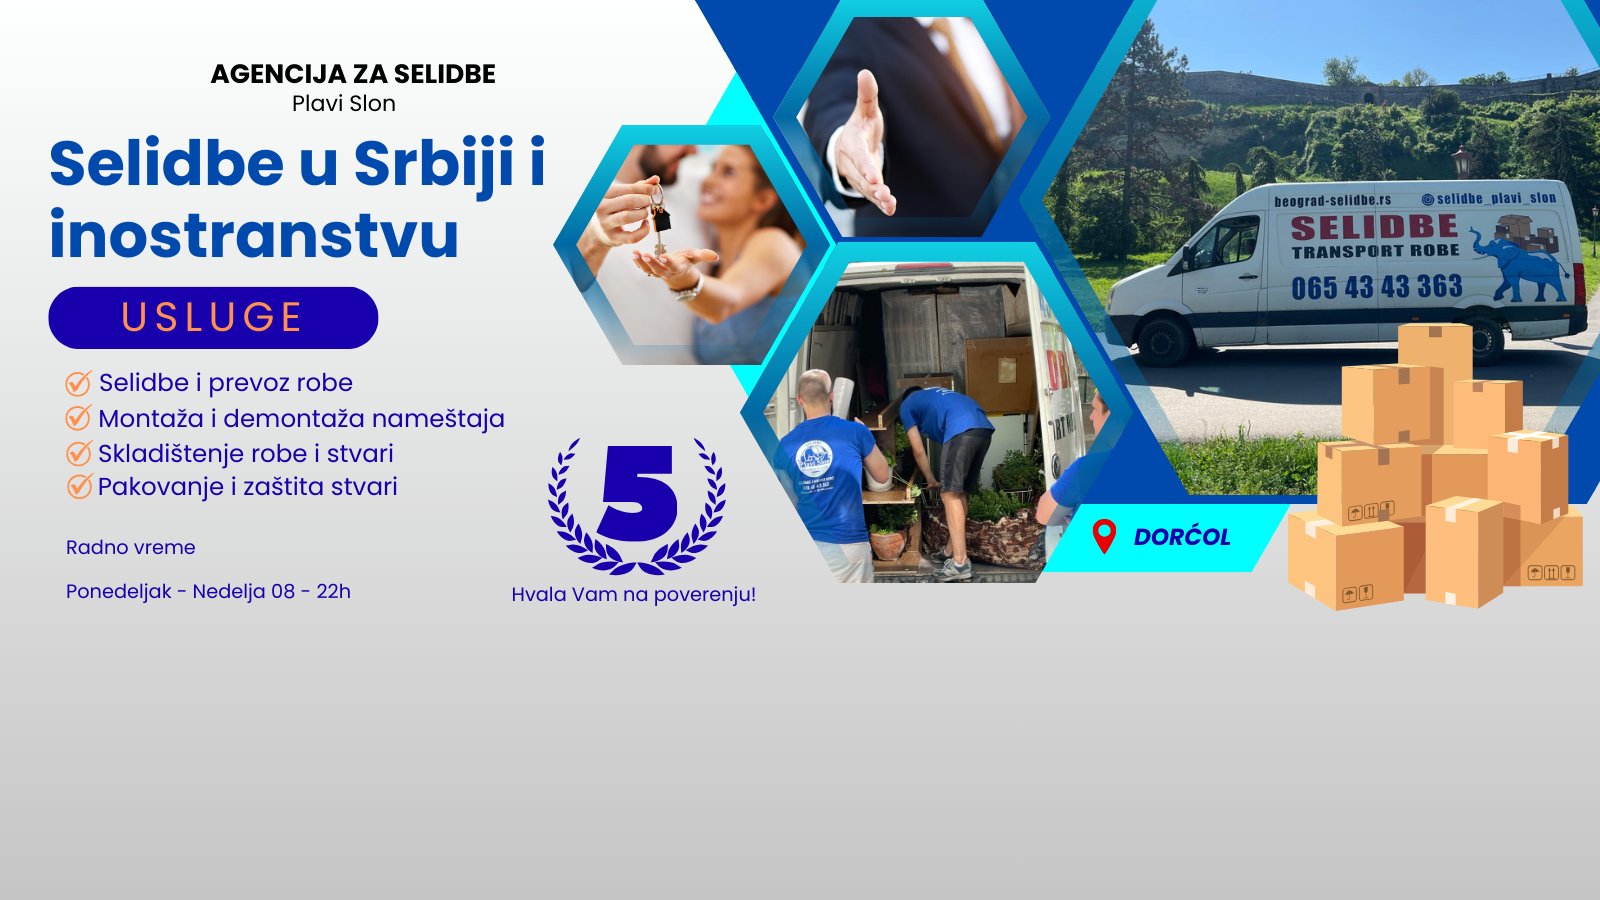 AGENCIJA ZA SELIDBE
Plavi Slon
Selidbe u Srbiji i
inostranstvu
USLUGE
Selidbe i prevoz robe
Montaža i demontaža nameštaja
Skladištenje robe i stvari
Pakovanje i zaštita stvari
Radno vreme
Ponedeljak - Nedelja 08 - 22h
5
Hvala Vam na poverenju!
beograd-selidbe.rs
selidbe_plavi_slon
SELIDBE
TRANSPORT ROBE
065 43 43 363
DORĆOL